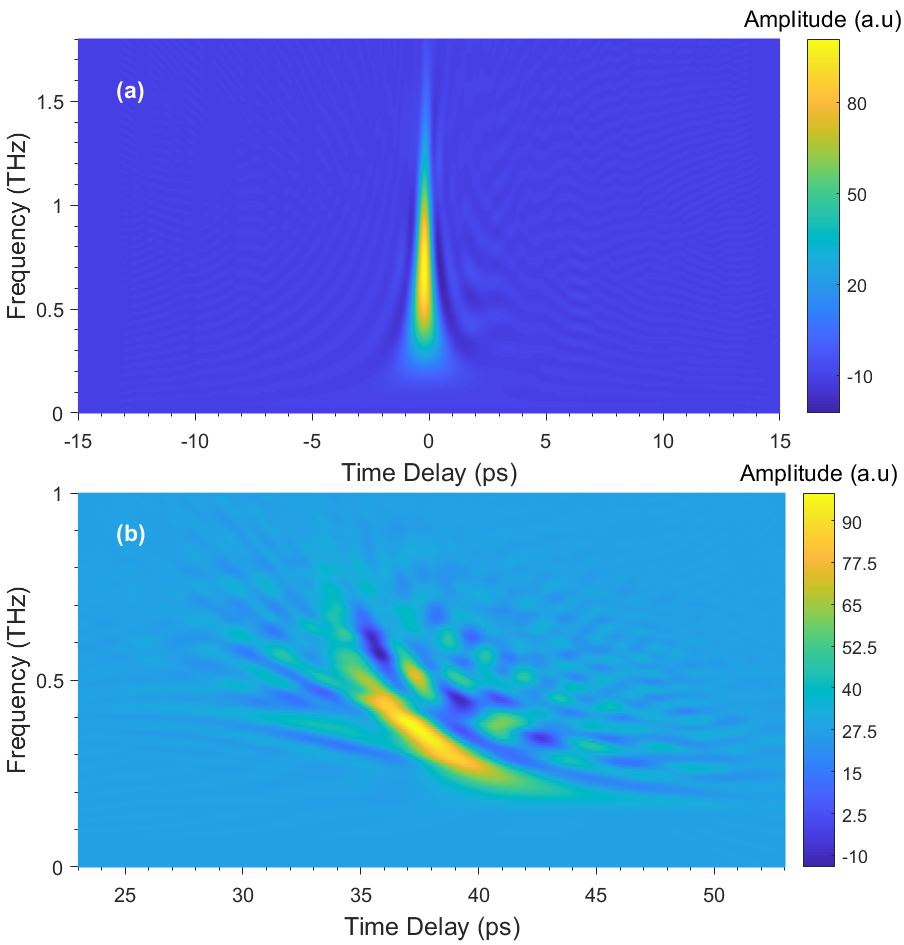 Amplitude (a.u)
(a)
1.5
1
0.5
0
Frequency (THz)
80
50
20
-10
-15 -10 -5 0 5 10 15
Time Delay (ps)
Amplitude (a.u)
(b)
1
0.5
0
Frequency (THz)
90
77.5
65
52.5
40
27.5
15
2.5
-10
25 30 35 40 45 50
Time Delay (ps)